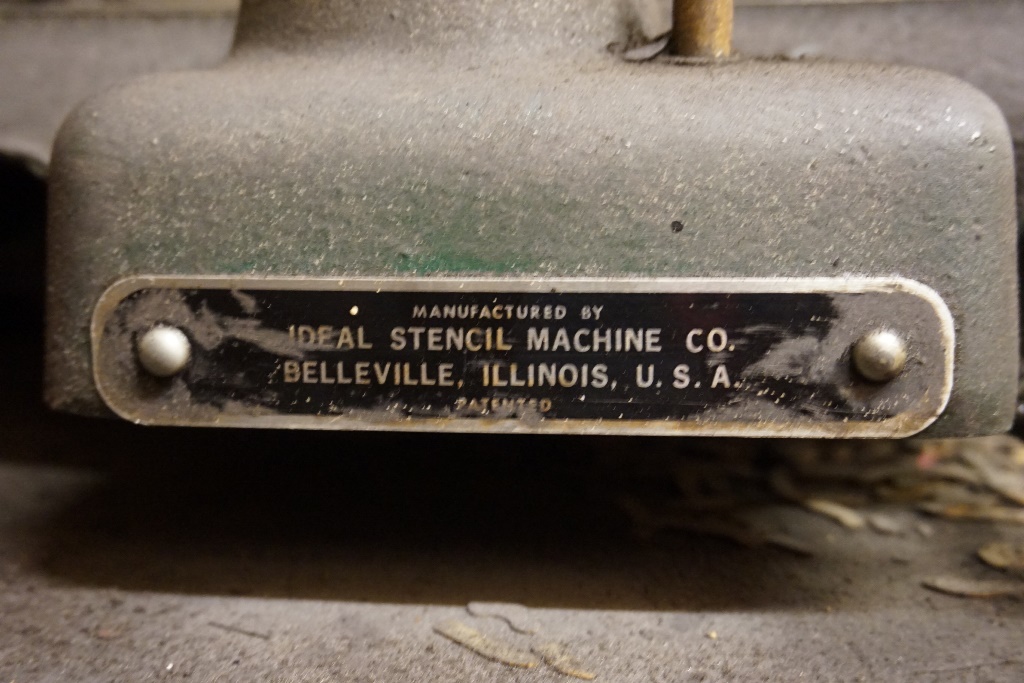 MANUFACTURED BY
IDEAL STENCIL MACHINE CO.
BELLEVILLE, ILLINOIS, U. S. A.
PATENTED